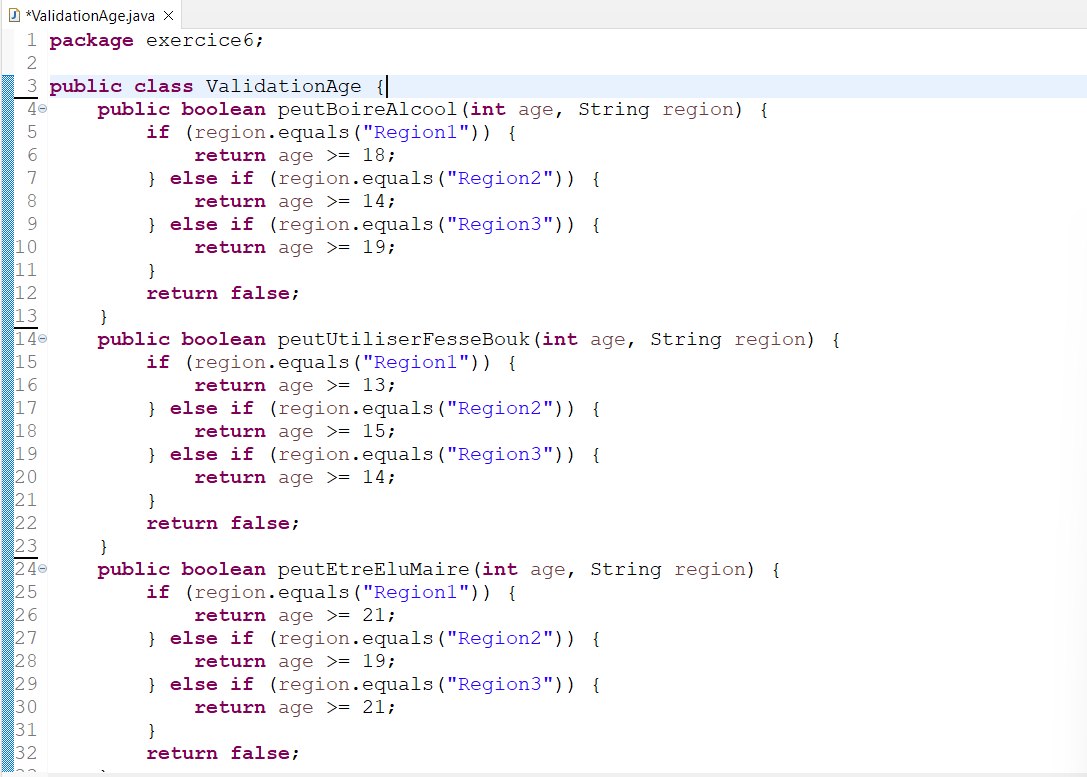 *ValidationAge.java
1 package exercice6;
2
3 public class ValidationAge {
4 public boolean peutBoireAlcool(int age, String region) {
5 if (region.equals("Region1")) {
6 return age >= 18;
7 } else if (region.equals("Region2")) {
8 return age >= 14;
9 } else if (region.equals("Region3")) {
10 return age >= 19;
11 }
12 return false;
13 }
14 public boolean peutUtiliserFesseBouk(int age, String region) {
15 if (region.equals("Region1")) {
16 return age >= 13;
17 } else if (region.equals("Region2")) {
18 return age >= 15;
19 } else if (region.equals("Region3")) {
20 return age >= 14;
21 }
22 return false;
23 }
24 public boolean peutEtreEluMaire(int age, String region) {
25 if (region.equals("Region1")) {
26 return age >= 21;
27 } else if (region.equals("Region2")) {
28 return age >= 19;
29 } else if (region.equals("Region3")) {
30 return age >= 21;
31 }
32 return false;